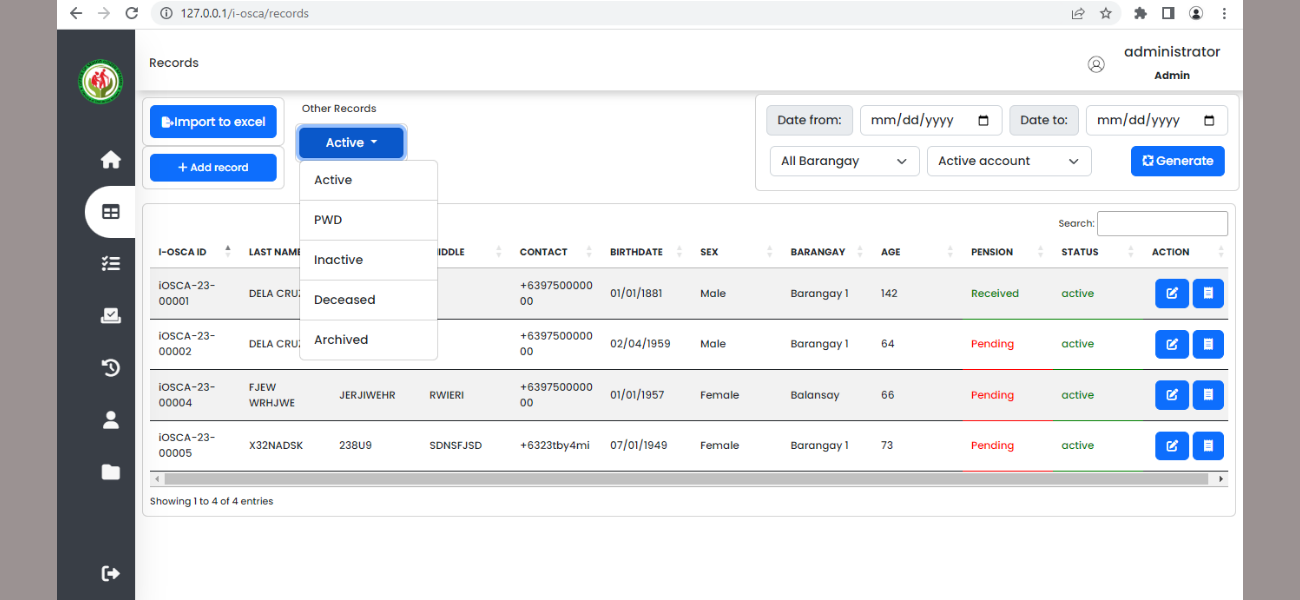 127.0.0.1/i-osca/records
Records
administrator
Admin
Import to excel
+ Add record
Other Records
Active
Active
PWD
Inactive
Deceased
Archived
Date from: mm/dd/yyyy Date to: mm/dd/yyyy
All Barangay Active account Generate
Search:
I-OSCA ID LAST NAME IDDLE CONTACT BIRTHDATE SEX BARANGAY AGE PENSION STATUS ACTION
iOSCA-23-
00001
DELA CRU
+6397500000
00
01/01/1881 Male Barangay 1 142 Received active
iOSCA-23-
00002
DELA CRU
+6397500000
00
02/04/1959 Male Barangay 1 64 Pending active
iOSCA-23-
00004
FJEW
WRHJWE
JERJIWEHR RWIERI
+6397500000
00
01/01/1957 Female Balansay 66 Pending active
iOSCA-23-
00005
X32NADSK 238U9 SDNSFJSD +6323tby4mi 07/01/1949 Female Barangay 1 73 Pending active
Showing 1 to 4 of 4 entries